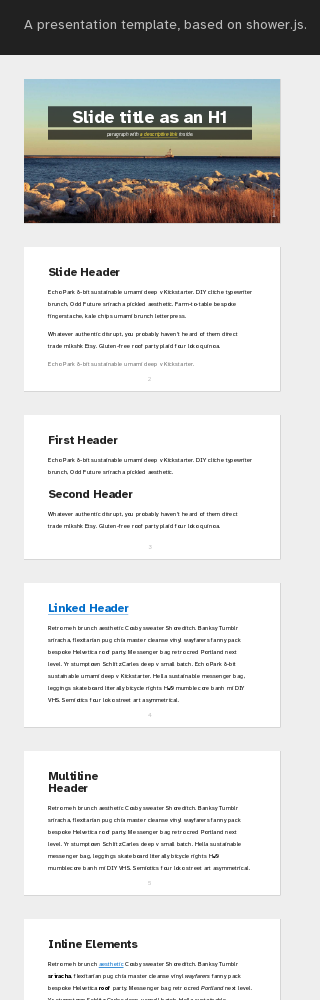 A presentation template, based on shower.js.
Slide title as an H1
paragraph with a descriptive link inside
1
Slide Header
Echo Park 8-bit sustainable umami deep v Kickstarter. DIY cliche typewriter
brunch. Odd Future sriracha pickled aesthetic. Farm-to-table bespoke
fingerstache, kale chips umami brunch letterpress.
Whatever authentic disrupt, you probably haven't heard of them direct
trade mlkshk Etsy. Gluten-free roof party plaid four loko quinoa.
Echo Park 8-bit sustainable umami deep v Kickstarter.
2
First Header
Echo Park 8-bit sustainable umami deep v Kickstarter. DIY cliche typewriter
brunch. Odd Future sriracha pickled aesthetic.
Second Header
Whatever authentic disrupt, you probably haven't heard of them direct
trade mlkshk Etsy. Gluten-free roof party plaid four loko quinoa.
3
Linked Header
Retro meh brunch aesthetic Cosby sweater Shoreditch. Banksy Tumblr
sriracha, flexitarian pug chia master cleanse vinyl wayfarers fanny pack
bespoke Helvetica roof party. Messenger bag retro cred Portland next
level. Yr stumptown Schlitz Carles deep v small batch. Echo Park 8-bit
sustainable umami deep v Kickstarter. Hella sustainable messenger bag,
leggings skateboard literally bicycle rights H₂O mumblecore banh mi DIY
VHS. Semiotics four loko street art asymmetrical.
4
Multiline
Header
Retro meh brunch aesthetic Cosby sweater Shoreditch. Banksy Tumblr
sriracha, flexitarian pug chia master cleanse vinyl wayfarers fanny pack
bespoke Helvetica roof party. Messenger bag retro cred Portland next
level. Yr stumptown Schlitz Carles deep v small batch. Hella sustainable
messenger bag, leggings skateboard literally bicycle rights H₂O
mumblecore banh mi DIY VHS. Semiotics four loko street art asymmetrical.
5
Inline Elements
Retro meh brunch aesthetic Cosby sweater Shoreditch. Banksy Tumblr
sriracha, flexitarian pug chia master cleanse vinyl wayfarers fanny pack
bespoke Helvetica roof party. Messenger bag retro cred Portland next